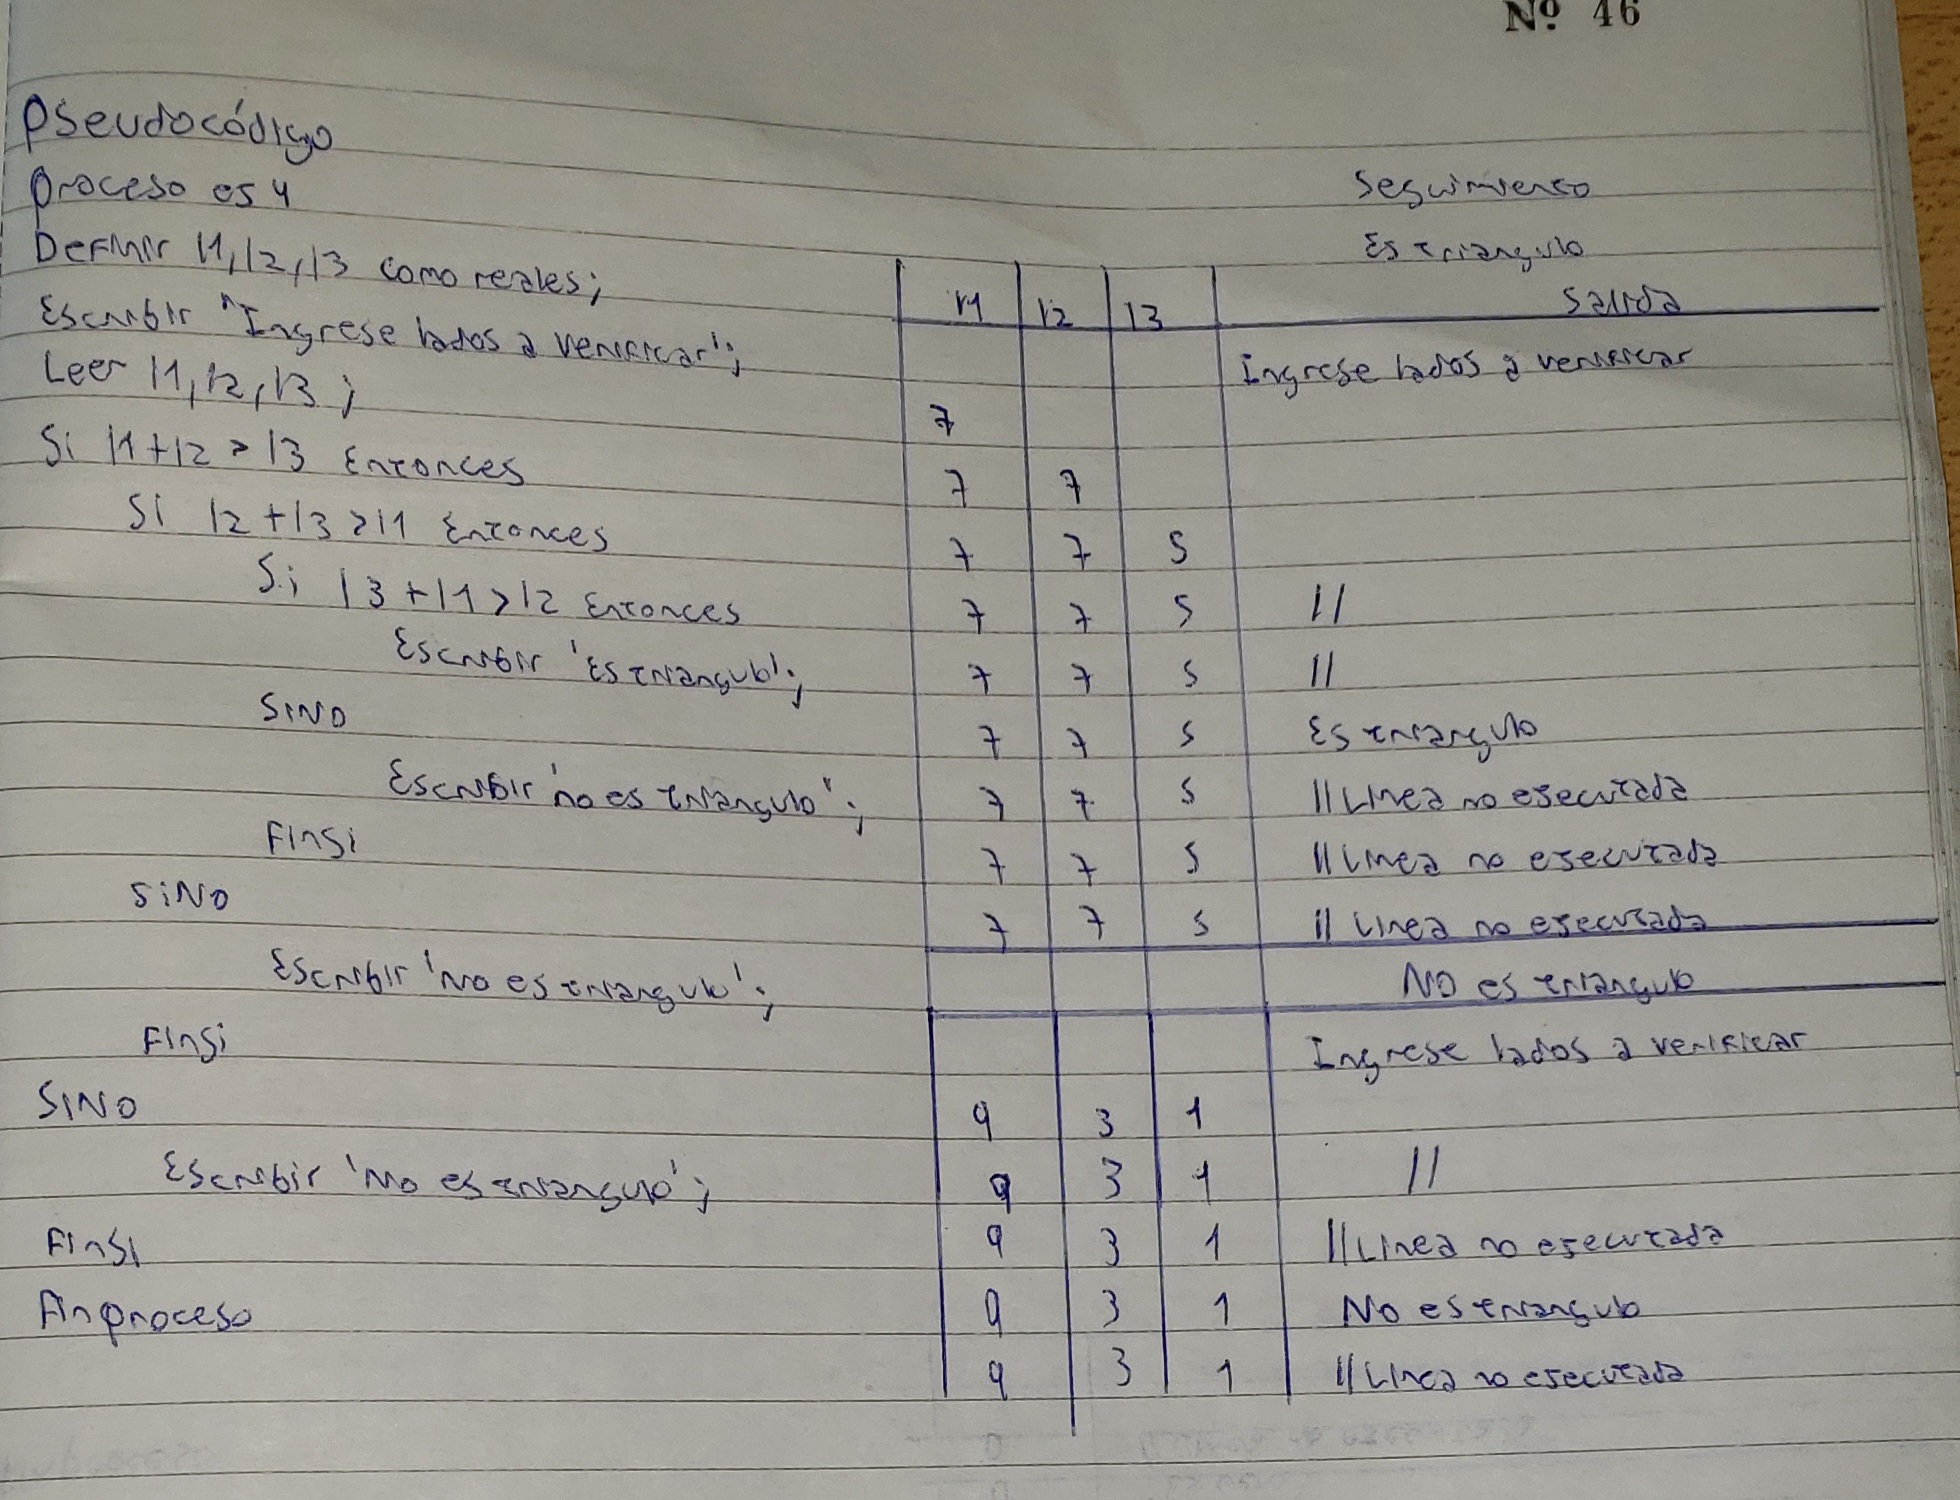 Nº 46
Pseudocódigo
Proceso es 4
Definir l1, l2, l3 como reales;
Escribir "Ingrese lados a verificar";
Leer l1, l2, l3;
Si l1+l2 > l3 Entonces
Si l2+l3 > l1 Entonces
Si l3+l1 > l2 Entonces
Escribir 'Es triangulo';
SiNO
Escribir 'no es triangulo';
FinSi
SiNO
Escribir 'No es triangulo';
FinSi
SiNO
Escribir 'No es triangulo';
FinSi
Finproceso
Seguimiento
Es triangulo
l1 l2 l3 Salida
Ingrese lados a verificar
7
7 7
7 7 5
7 7 5 //
7 7 5 //
7 7 5 Es triangulo
7 7 5 // Linea no esecutada
7 7 5 // Linea no esecutada
7 7 5 // Linea no esecutada
NO es triangulo
Ingrese lados a verificar
9 3 1
9 3 1 //
9 3 1 // Linea no esecutada
9 3 1 No es triangulo
9 3 1 // Linea no esecutada